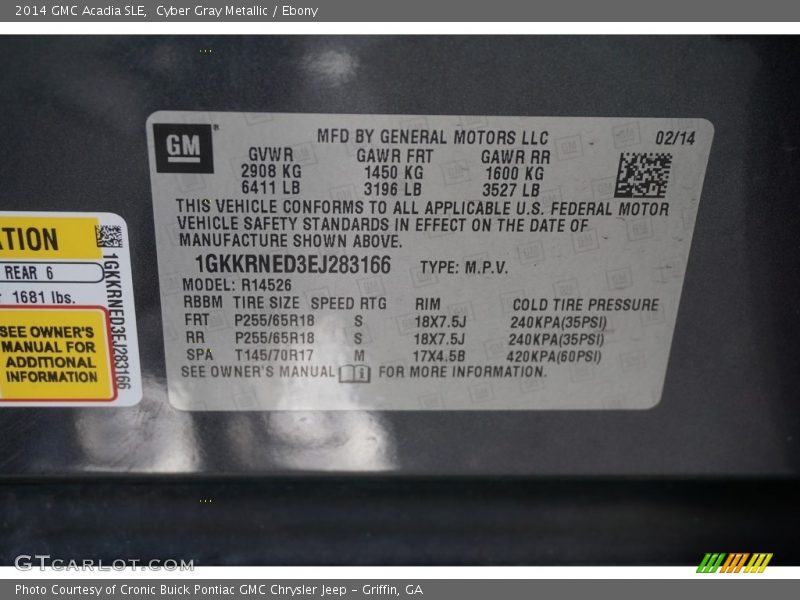 2014 GMC Acadia SLE, Cyber Gray Metallic / Ebony
GM
MFD BY GENERAL MOTORS LLC 02/14
GVWR GAWR FRT GAWR RR
2908 KG 1450 KG 1600 KG
6411 LB 3196 LB 3527 LB
THIS VEHICLE CONFORMS TO ALL APPLICABLE U.S. FEDERAL MOTOR
VEHICLE SAFETY STANDARDS IN EFFECT ON THE DATE OF
MANUFACTURE SHOWN ABOVE.
1GKKRNED3EJ283166 TYPE: M.P.V.
MODEL: R14526
RBBM TIRE SIZE SPEED RTG RIM COLD TIRE PRESSURE
FRT P255/65R18 S 18X7.5J 240KPA(35PSI)
RR P255/65R18 S 18X7.5J 240KPA(35PSI)
SPA T145/70R17 M 17X4.5B 420KPA(60PSI)
SEE OWNER'S MANUAL FOR MORE INFORMATION.
REAR 6
1681 lbs.
SEE OWNER'S
MANUAL FOR
ADDITIONAL
INFORMATION
1GKKRNED3EJ283166
GTCarLot.com
Photo Courtesy of Cronic Buick Pontiac GMC Chrysler Jeep - Griffin, GA